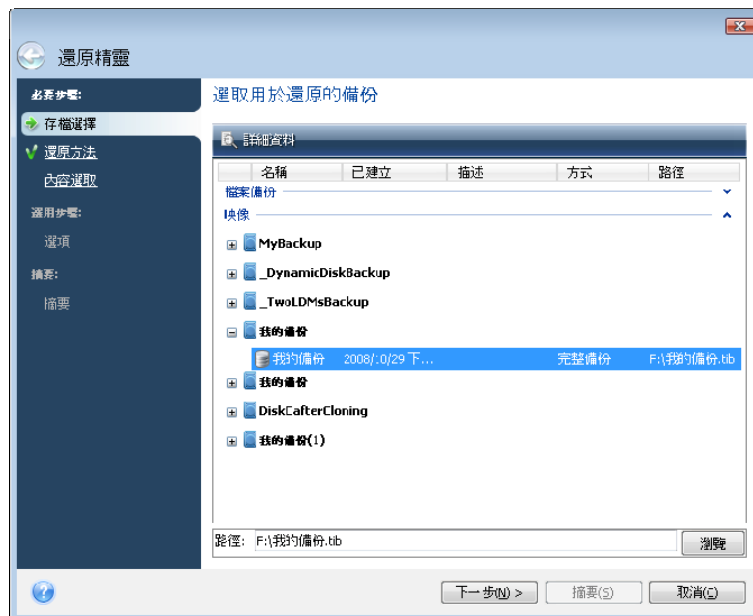 還原精靈
必要步驟:
存檔選擇
還原方法
內容選取
選用步驟:
選項
摘要:
摘要
選取用於還原的備份
詳細資料
名稱 已建立 描述 方式 路徑
檔案備份
映像
MyBackup
_DynamicDiskBackup
_TwoLDMsBackup
我的備份
我的備份 2008/10/29 下... 完整備份 F:\我的備份.tib
我的備份
DiskCafterCloning
我的備份(1)
路徑: F:\我的備份.tib 瀏覽
下一步(N) > 摘要(S) 取消(C)